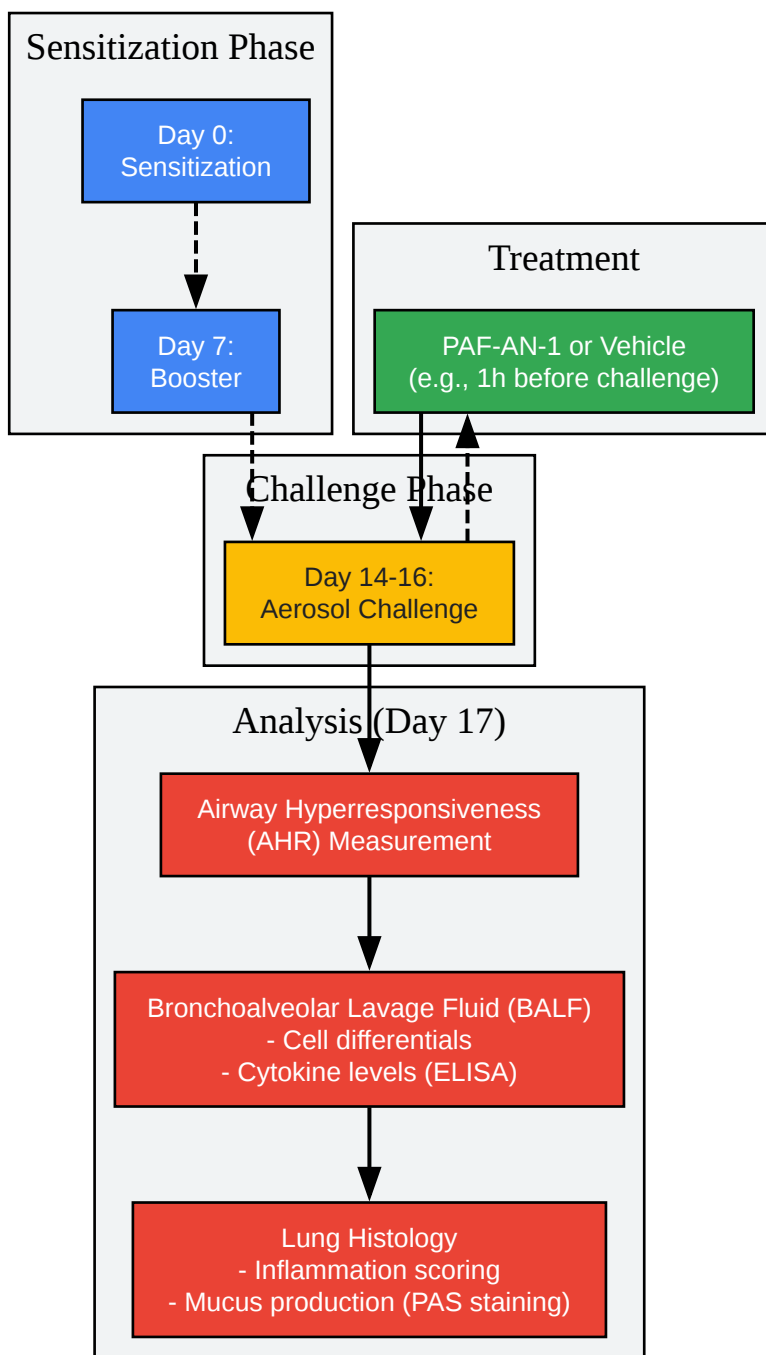 Sensitization Phase
Day 0:
Sensitization
Day 7:
Booster
Treatment
PAF-AN-1 or Vehicle
(e.g., 1h before challenge)
Challenge Phase
Day 14-16:
Aerosol Challenge
Analysis (Day 17)
Airway Hyperresponsiveness
(AHR) Measurement
Bronchoalveolar Lavage Fluid (BALF)
- Cell differentials
- Cytokine levels (ELISA)
Lung Histology
- Inflammation scoring
- Mucus production (PAS staining)